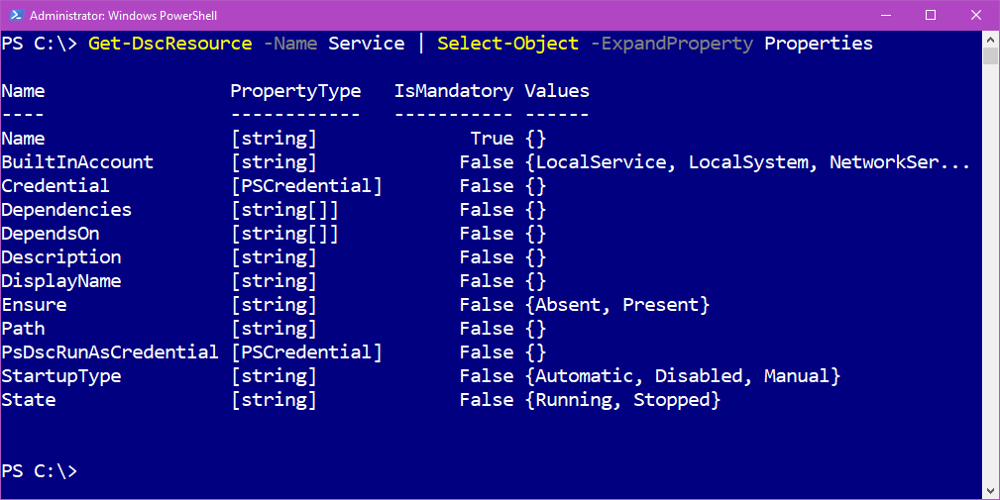 Administrator: Windows PowerShell
PS C:\> Get-DscResource -Name Service | Select-Object -ExpandProperty Properties
Name PropertyType IsMandatory Values
---- ------------ ----------- ------
Name [string] True {}
BuiltInAccount [string] False {LocalService, LocalSystem, NetworkSer...
Credential [PSCredential] False {}
Dependencies [string[]] False {}
DependsOn [string[]] False {}
Description [string] False {}
DisplayName [string] False {}
Ensure [string] False {Absent, Present}
Path [string] False {}
PsDscRunAsCredential [PSCredential] False {}
StartupType [string] False {Automatic, Disabled, Manual}
State [string] False {Running, Stopped}
PS C:\>